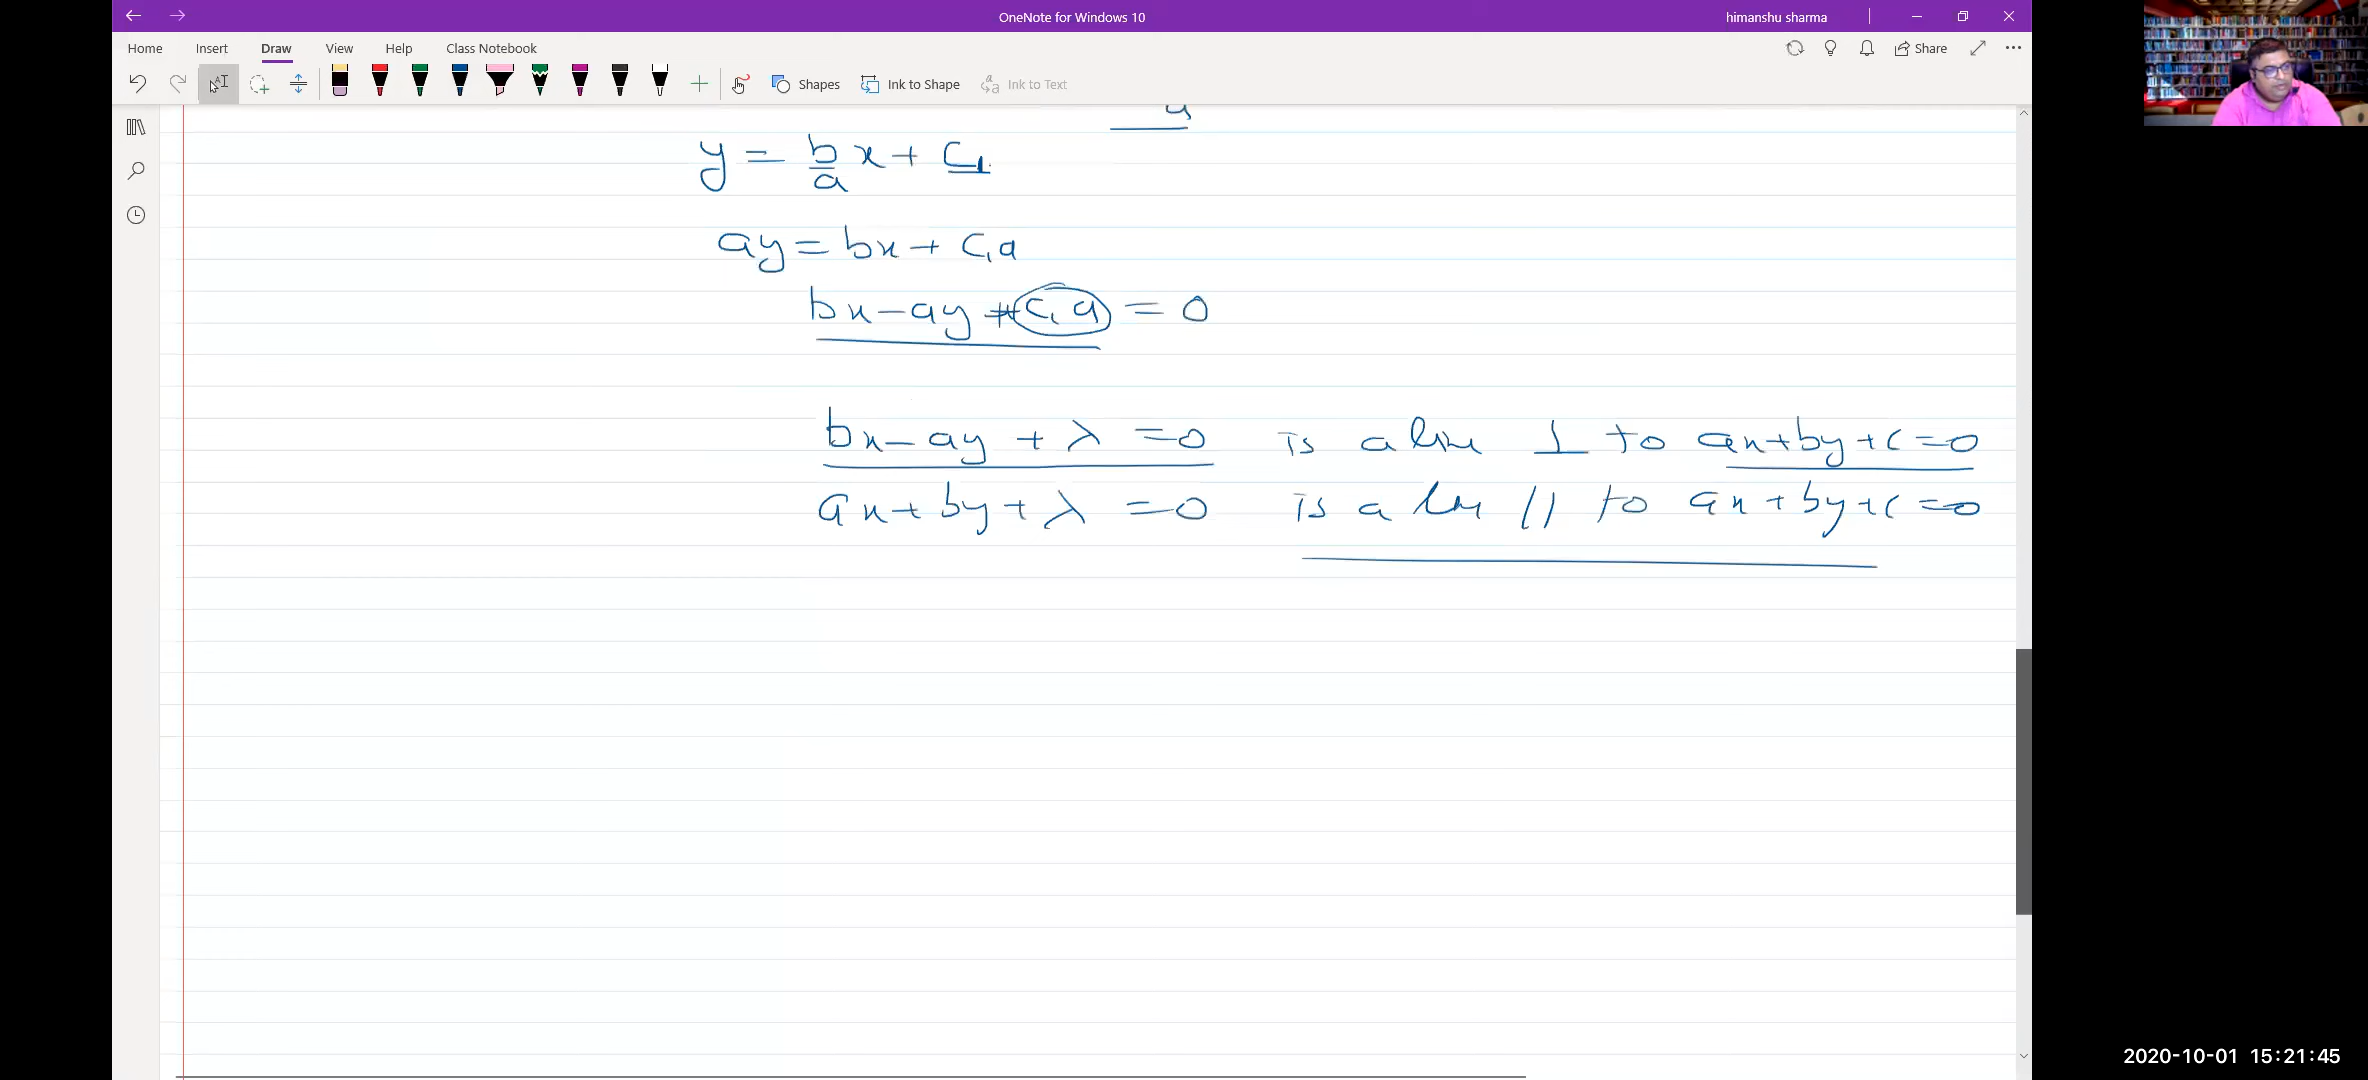 OneNote for Windows 10
himanshu sharma
Home Insert Draw View Help Class Notebook
Share
Shapes Ink to Shape Ink to Text
y = b/a x + c₁
ay = bx + c₁a
bx - ay + c₁a = 0
bx - ay + λ = 0 is a line ⊥ to ax + by + c = 0
ax + by + λ = 0 is a line // to ax + by + c = 0
2020-10-01 15:21:45